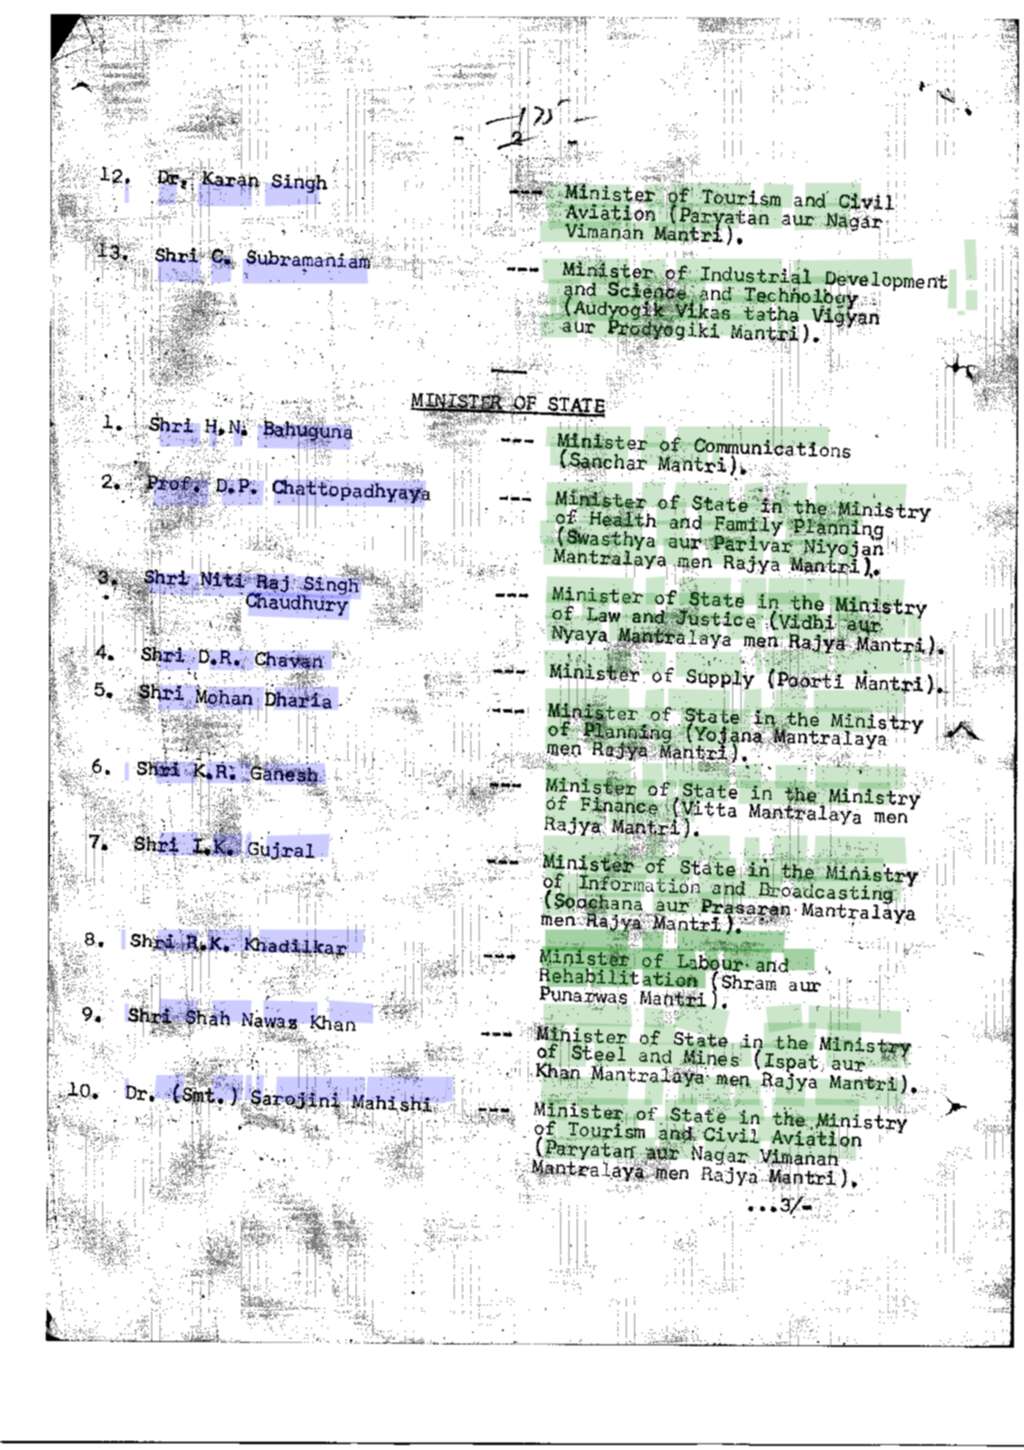 - 2 -
12. Dr. Karan Singh --- Minister of Tourism and Civil
Aviation (Paryatan aur Nagar
Vimanan Mantri).
13. Shri C. Subramaniam --- Minister of Industrial Development
and Science and Technology
(Audyogik Vikas tatha Vigyan
aur Prodyogiki Mantri).
MINISTER OF STATE
1. Shri H.N. Bahuguna --- Minister of Communications
(Sanchar Mantri).
2. Prof. D.P. Chattopadhyaya --- Minister of State in the Ministry
of Health and Family Planning
(Swasthya aur Parivar Niyojan
Mantralaya men Rajya Mantri).
3. Shri Niti Raj Singh
Chaudhury --- Minister of State in the Ministry
of Law and Justice (Vidhi aur
Nyaya Mantralaya men Rajya Mantri).
4. Shri D.R. Chavan --- Minister of Supply (Poorti Mantri).
5. Shri Mohan Dharia --- Minister of State in the Ministry
of Planning (Yojana Mantralaya
men Rajya Mantri).
6. Shri K.R. Ganesh --- Minister of State in the Ministry
of Finance (Vitta Mantralaya men
Rajya Mantri).
7. Shri I.K. Gujral --- Minister of State in the Ministry
of Information and Broadcasting
(Soochana aur Prasaran Mantralaya
men Rajya Mantri).
8. Shri R.K. Khadilkar --- Minister of Labour and
Rehabilitation (Shram aur
Punarwas Mantri).
9. Shri Shah Nawaz Khan --- Minister of State in the Ministry
of Steel and Mines (Ispat aur
Khan Mantralaya men Rajya Mantri).
10. Dr. (Smt.) Sarojini Mahishi --- Minister of State in the Ministry
of Tourism and Civil Aviation
(Paryatan aur Nagar Vimanan
Mantralaya men Rajya Mantri).
...3/-